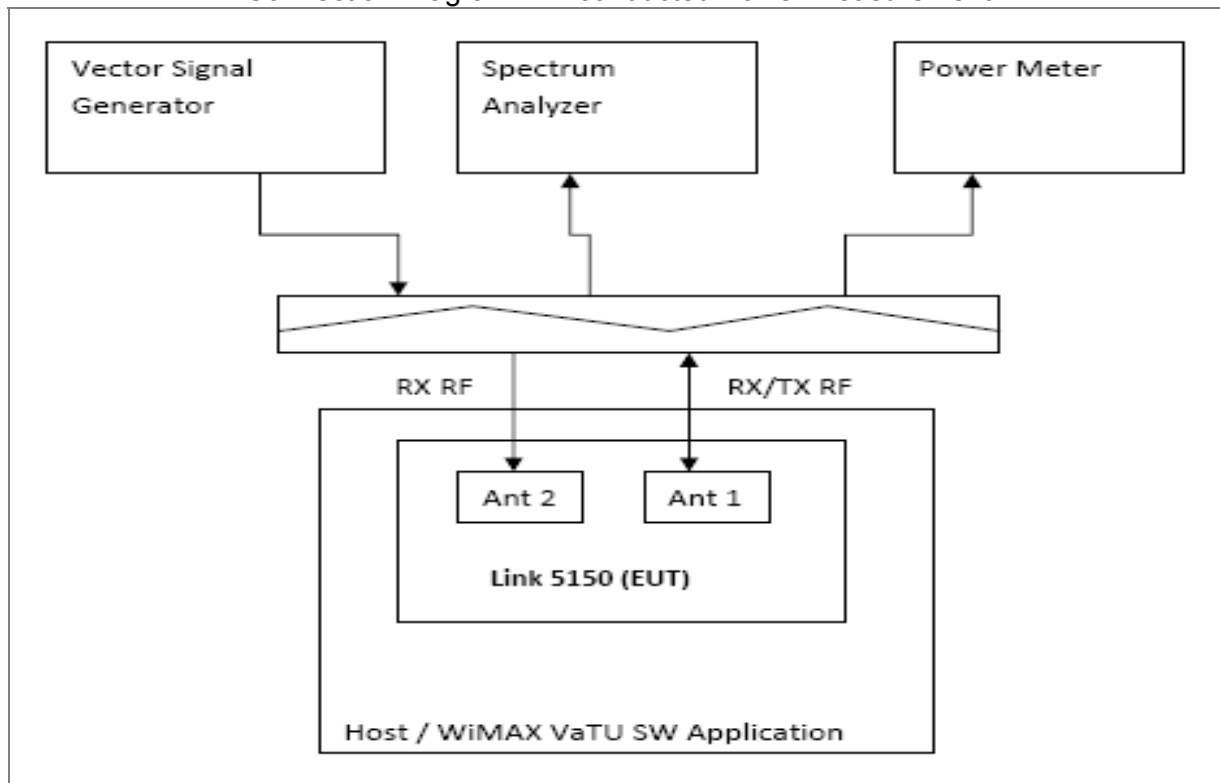 Vector Signal
Generator
Spectrum
Analyzer
Power Meter
RX RF
RX/TX RF
Ant 2
Ant 1
Link 5150 (EUT)
Host / WiMAX VaTU SW Application